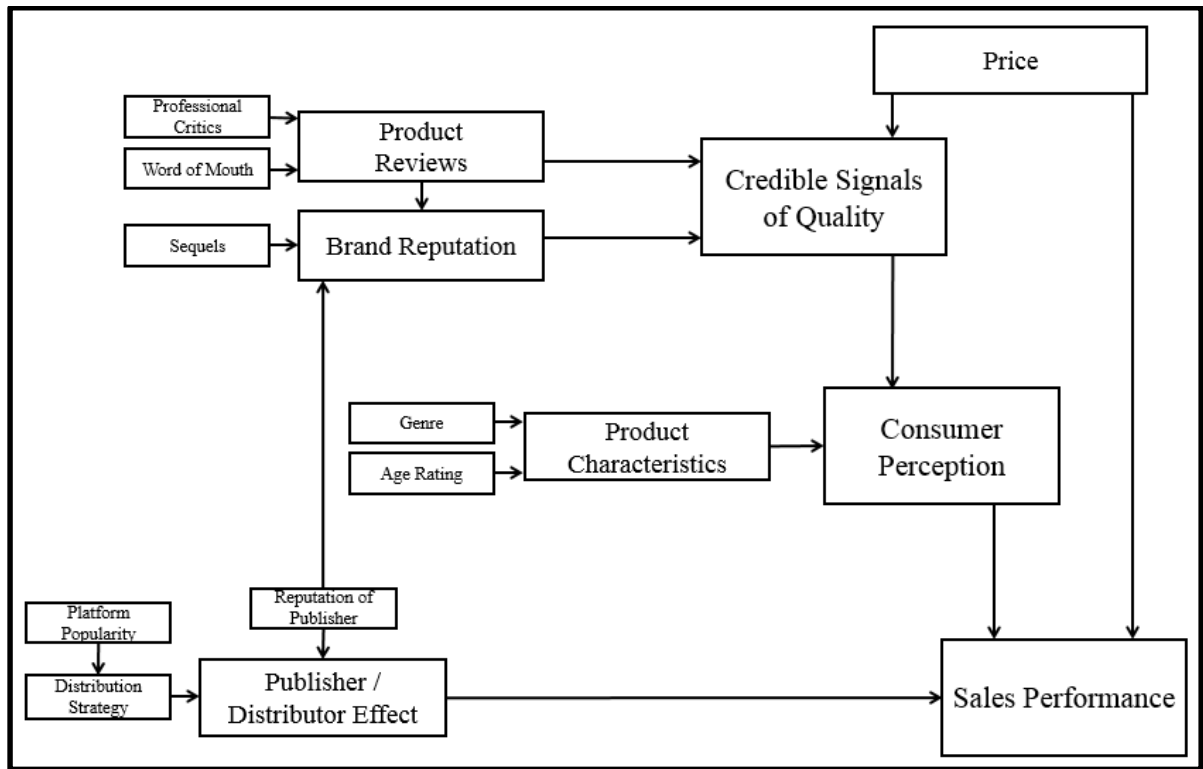 Price
Professional
Critics
Product
Reviews
Word of Mouth
Credible Signals
of Quality
Sequels
Brand Reputation
Genre
Product
Characteristics
Age Rating
Consumer
Perception
Reputation of
Publisher
Platform
Popularity
Distribution
Strategy
Publisher /
Distributor Effect
Sales Performance